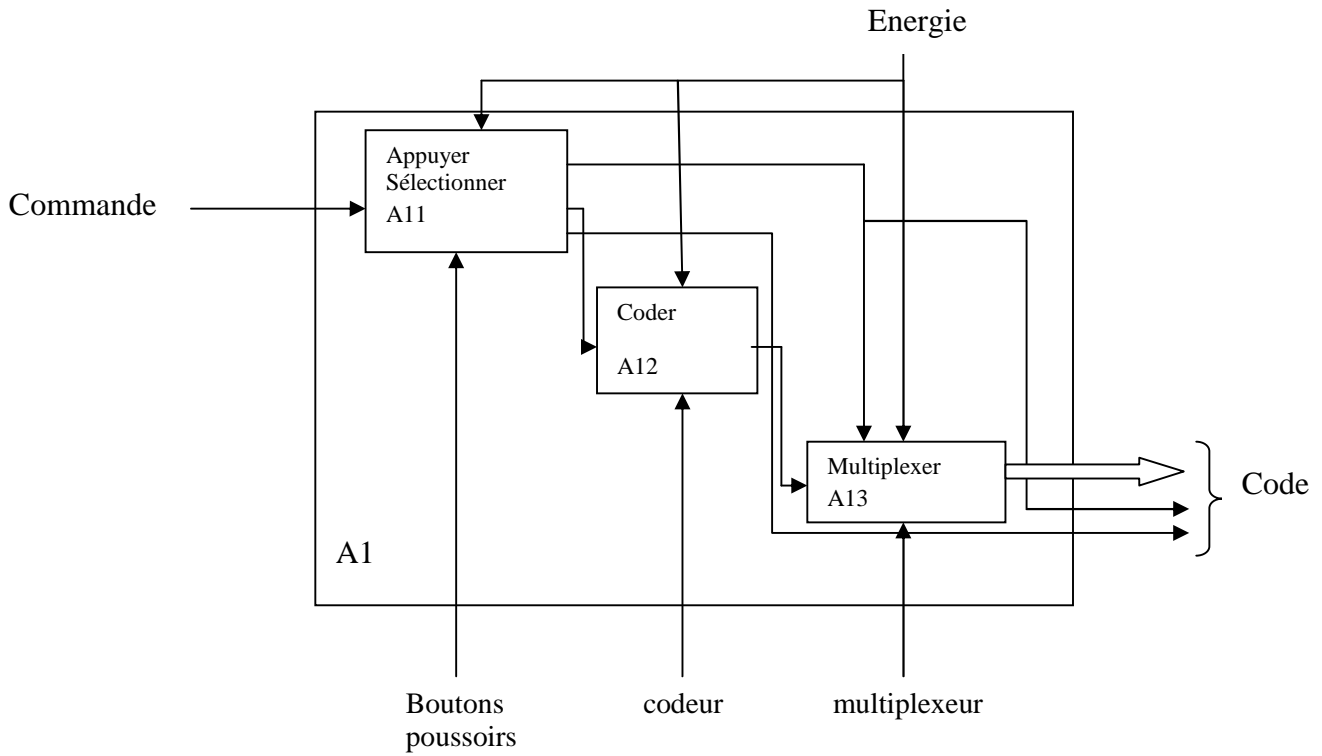 Energie
Appuyer
Sélectionner
A11
Commande
Coder
A12
Multiplexer
A13
Code
A1
Boutons
poussoirs
codeur
multiplexeur